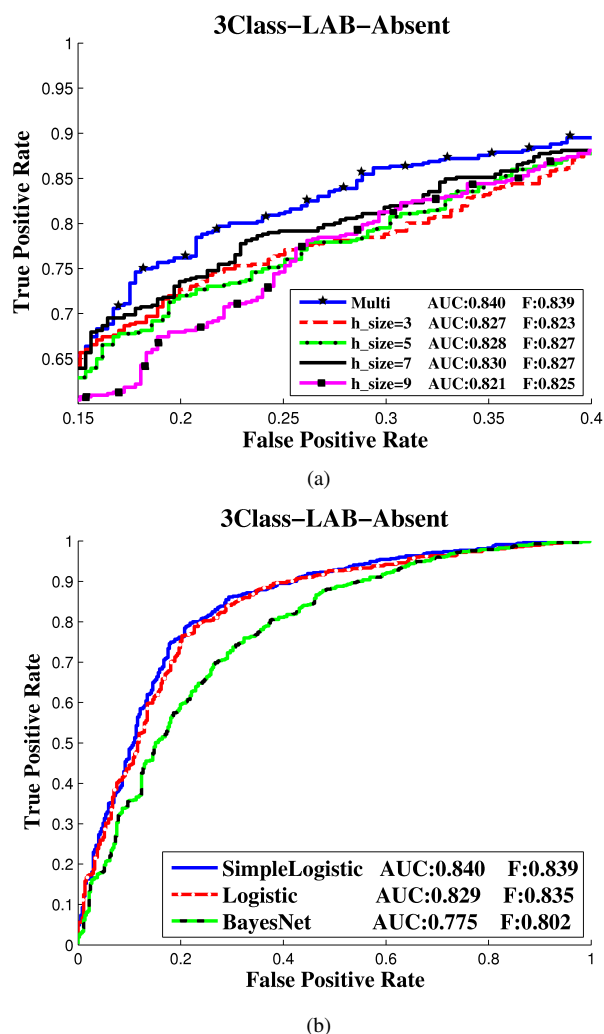 3Class-LAB-Absent
1
0.95
0.9
0.85
0.8
0.75
0.7
0.65
True Positive Rate
Multi AUC:0.840 F:0.839
h_size=3 AUC:0.827 F:0.823
h_size=5 AUC:0.828 F:0.827
h_size=7 AUC:0.830 F:0.827
h_size=9 AUC:0.821 F:0.825
0.15 0.2 0.25 0.3 0.35 0.4
False Positive Rate
(a)
3Class-LAB-Absent
1
0.9
0.8
0.7
0.6
0.5
0.4
0.3
0.2
0.1
0
True Positive Rate
SimpleLogistic AUC:0.840 F:0.839
Logistic AUC:0.829 F:0.835
BayesNet AUC:0.775 F:0.802
0 0.2 0.4 0.6 0.8 1
False Positive Rate
(b)